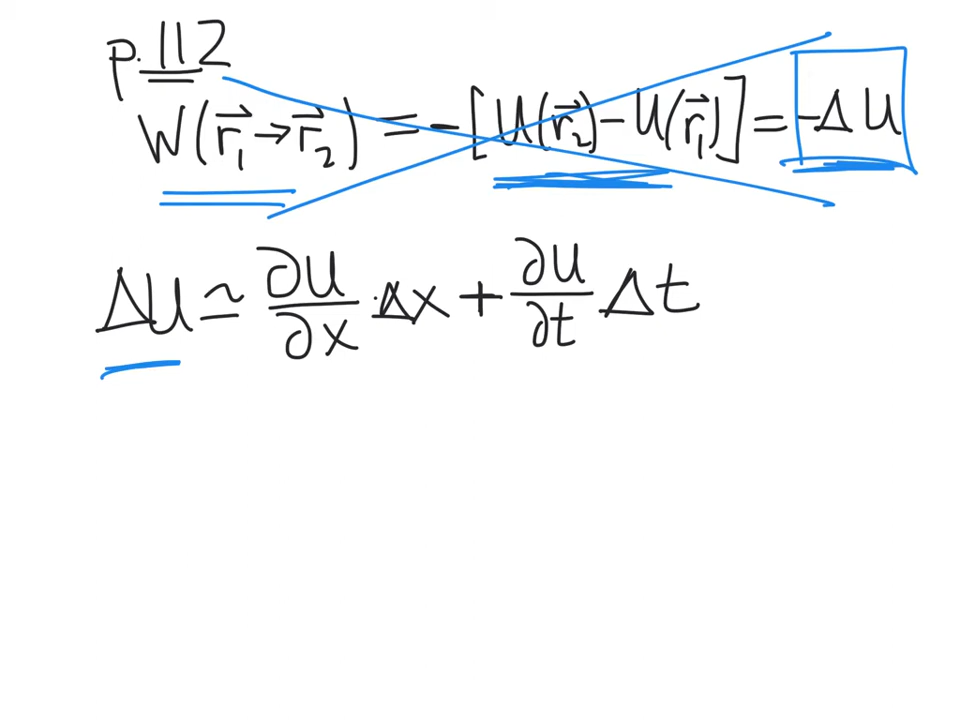 p. 112
W(r⃗₁→r⃗₂) = -[U(r⃗₂)-U(r⃗₁)] = -ΔU
ΔU ≃ ∂U/∂x · Δx + ∂U/∂t Δt